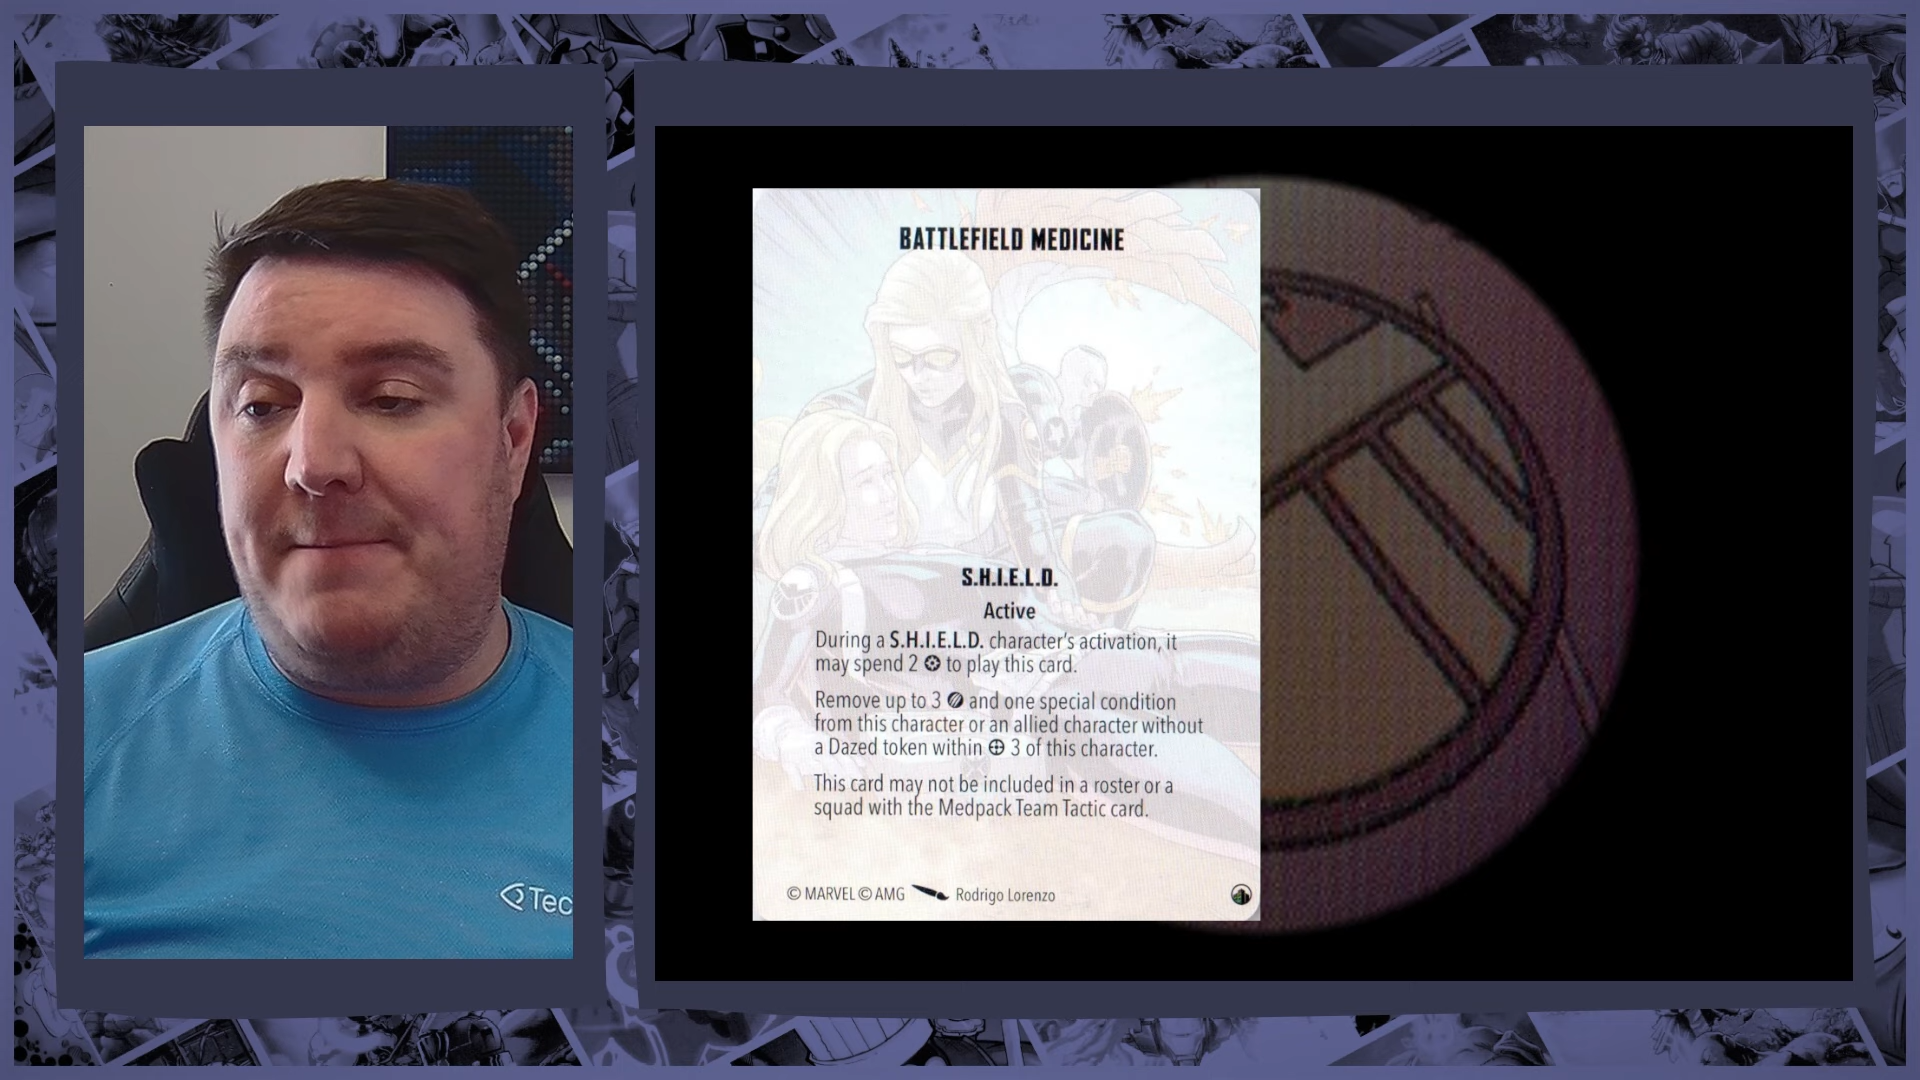 Tec
BATTLEFIELD MEDICINE
S.H.I.E.L.D.
Active
During a S.H.I.E.L.D. character's activation, it
may spend 2 to play this card.
Remove up to 3 and one special condition
from this character or an allied character without
a Dazed token within 3 of this character.
This card may not be included in a roster or a
squad with the Medpack Team Tactic card.
© MARVEL © AMG Rodrigo Lorenzo